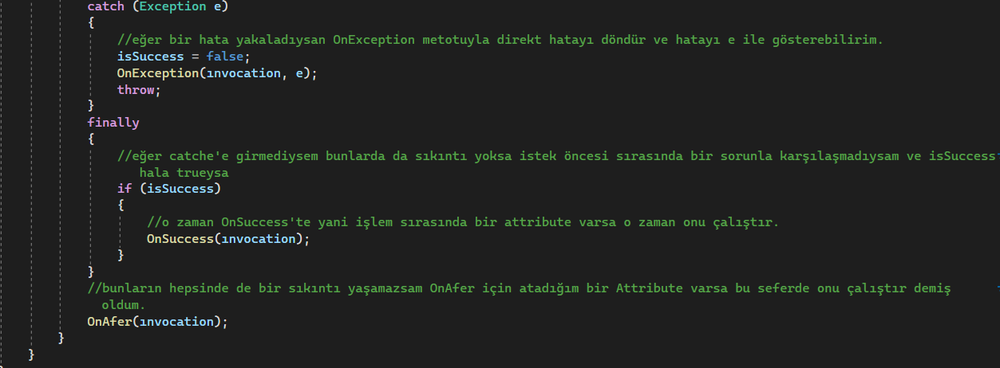 catch (Exception e)
{
//eğer bir hata yakaladıysan OnException metotuyla direkt hatayı döndür ve hatayı e ile gösterebilirim.
isSuccess = false;
OnException(ınvocation, e);
throw;
}
finally
{
//eğer catche'e girmediysem bunlarda da sıkıntı yoksa istek öncesi sırasında bir sorunla karşılaşmadıysam ve isSuccess
hala trueysa
if (isSuccess)
{
//o zaman OnSuccess'te yani işlem sırasında bir attribute varsa o zaman onu çalıştır.
OnSuccess(ınvocation);
}
}
//bunların hepsinde de bir sıkıntı yaşamazsam OnAfer için atadığım bir Attribute varsa bu seferde onu çalıştır demiş
oldum.
OnAfer(ınvocation);
}
}